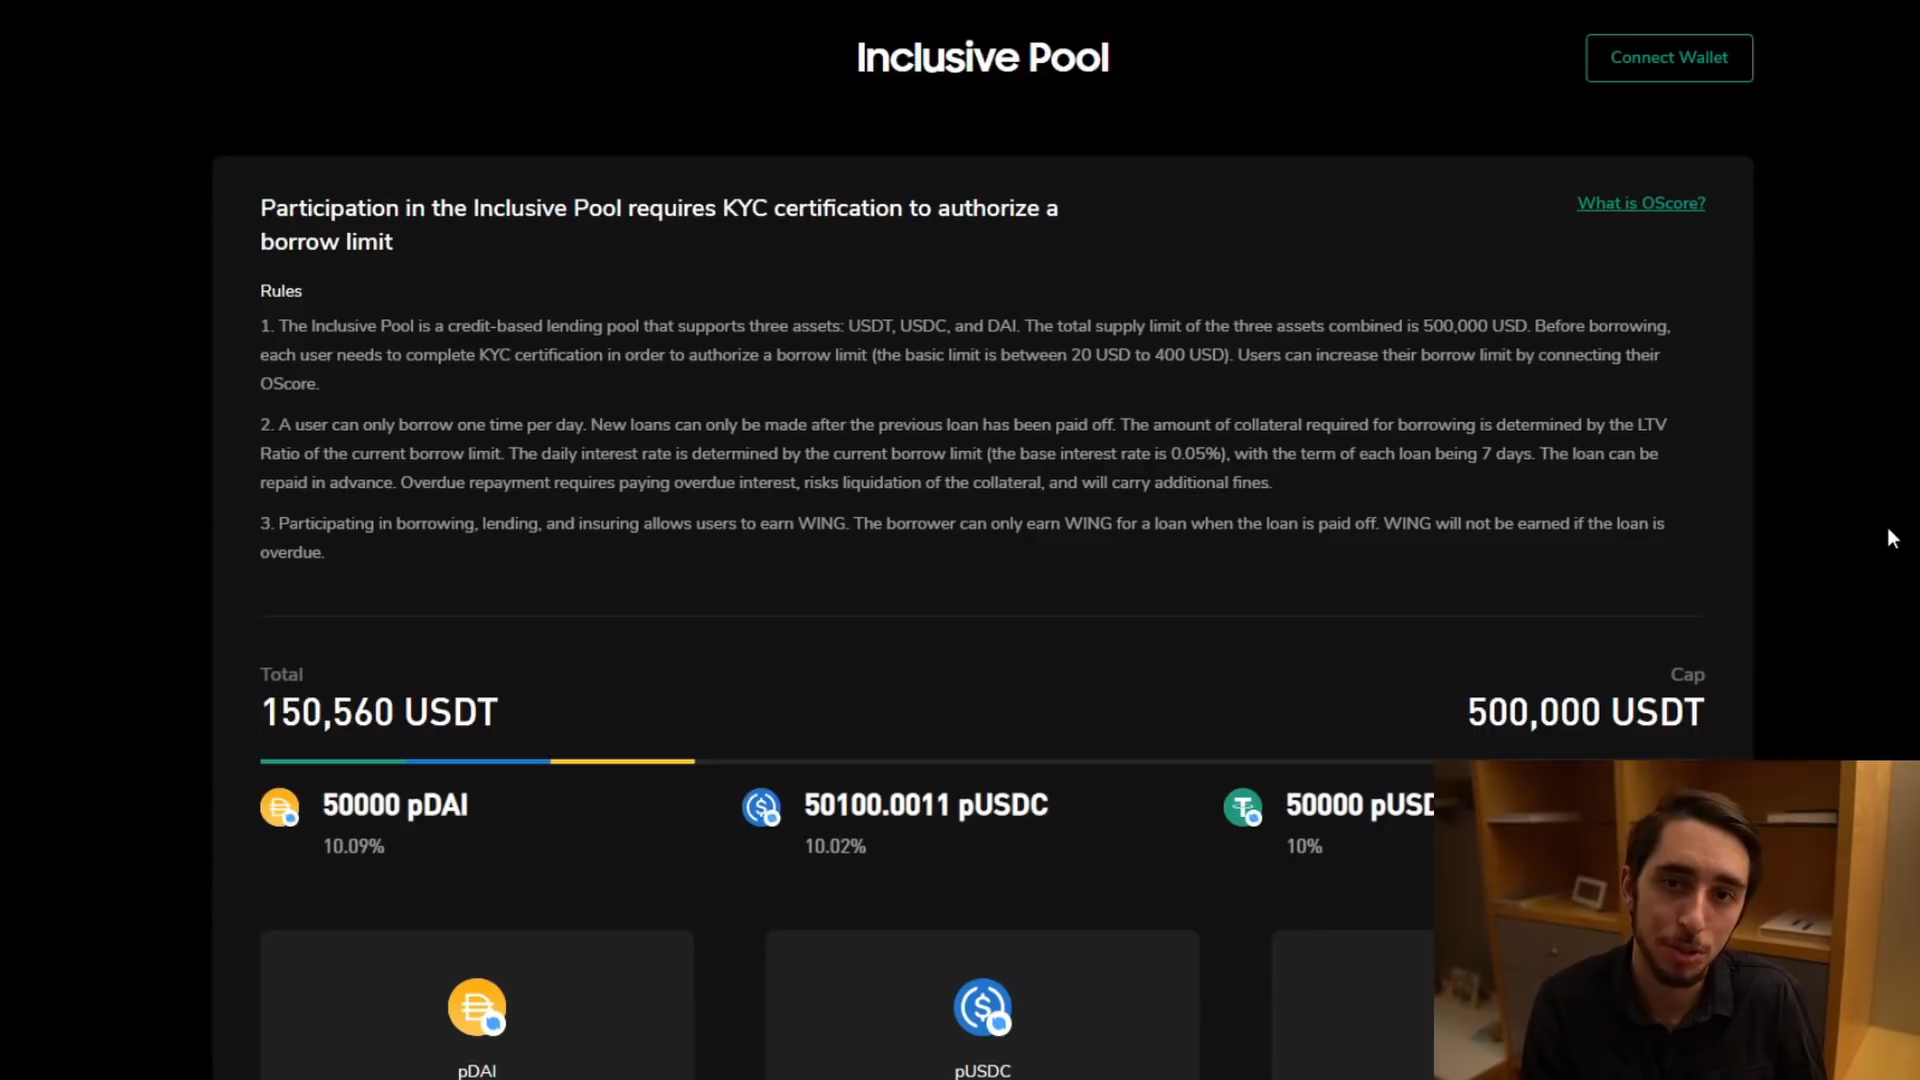 Inclusive Pool
Connect Wallet
Participation in the Inclusive Pool requires KYC certification to authorize a
borrow limit
What is OScore?
Rules
1. The Inclusive Pool is a credit-based lending pool that supports three assets: USDT, USDC, and DAI. The total supply limit of the three assets combined is 500,000 USD. Before borrowing,
each user needs to complete KYC certification in order to authorize a borrow limit (the basic limit is between 20 USD to 400 USD). Users can increase their borrow limit by connecting their
OScore.
2. A user can only borrow one time per day. New loans can only be made after the previous loan has been paid off. The amount of collateral required for borrowing is determined by the LTV
Ratio of the current borrow limit. The daily interest rate is determined by the current borrow limit (the base interest rate is 0.05%), with the term of each loan being 7 days. The loan can be
repaid in advance. Overdue repayment requires paying overdue interest, risks liquidation of the collateral, and will carry additional fines.
3. Participating in borrowing, lending, and insuring allows users to earn WING. The borrower can only earn WING for a loan when the loan is paid off. WING will not be earned if the loan is
overdue.
Total
Cap
150,560 USDT
500,000 USDT
50000 pDAI
50100.0011 pUSDC
50000 pUSD
10.09%
10.02%
10%
pDAI
pUSDC